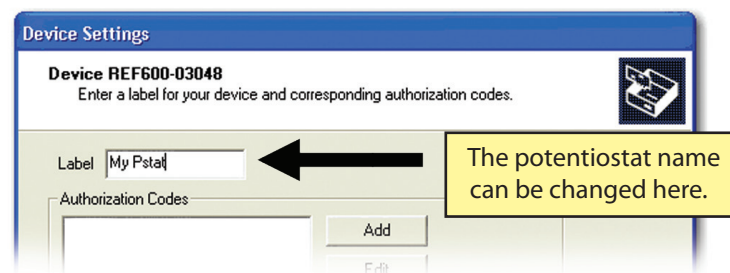 Device Settings
Device REF600-03048
Enter a label for your device and corresponding authorization codes.
Label My Pstat
The potentiostat name
can be changed here.
Authorization Codes
Add
Edit